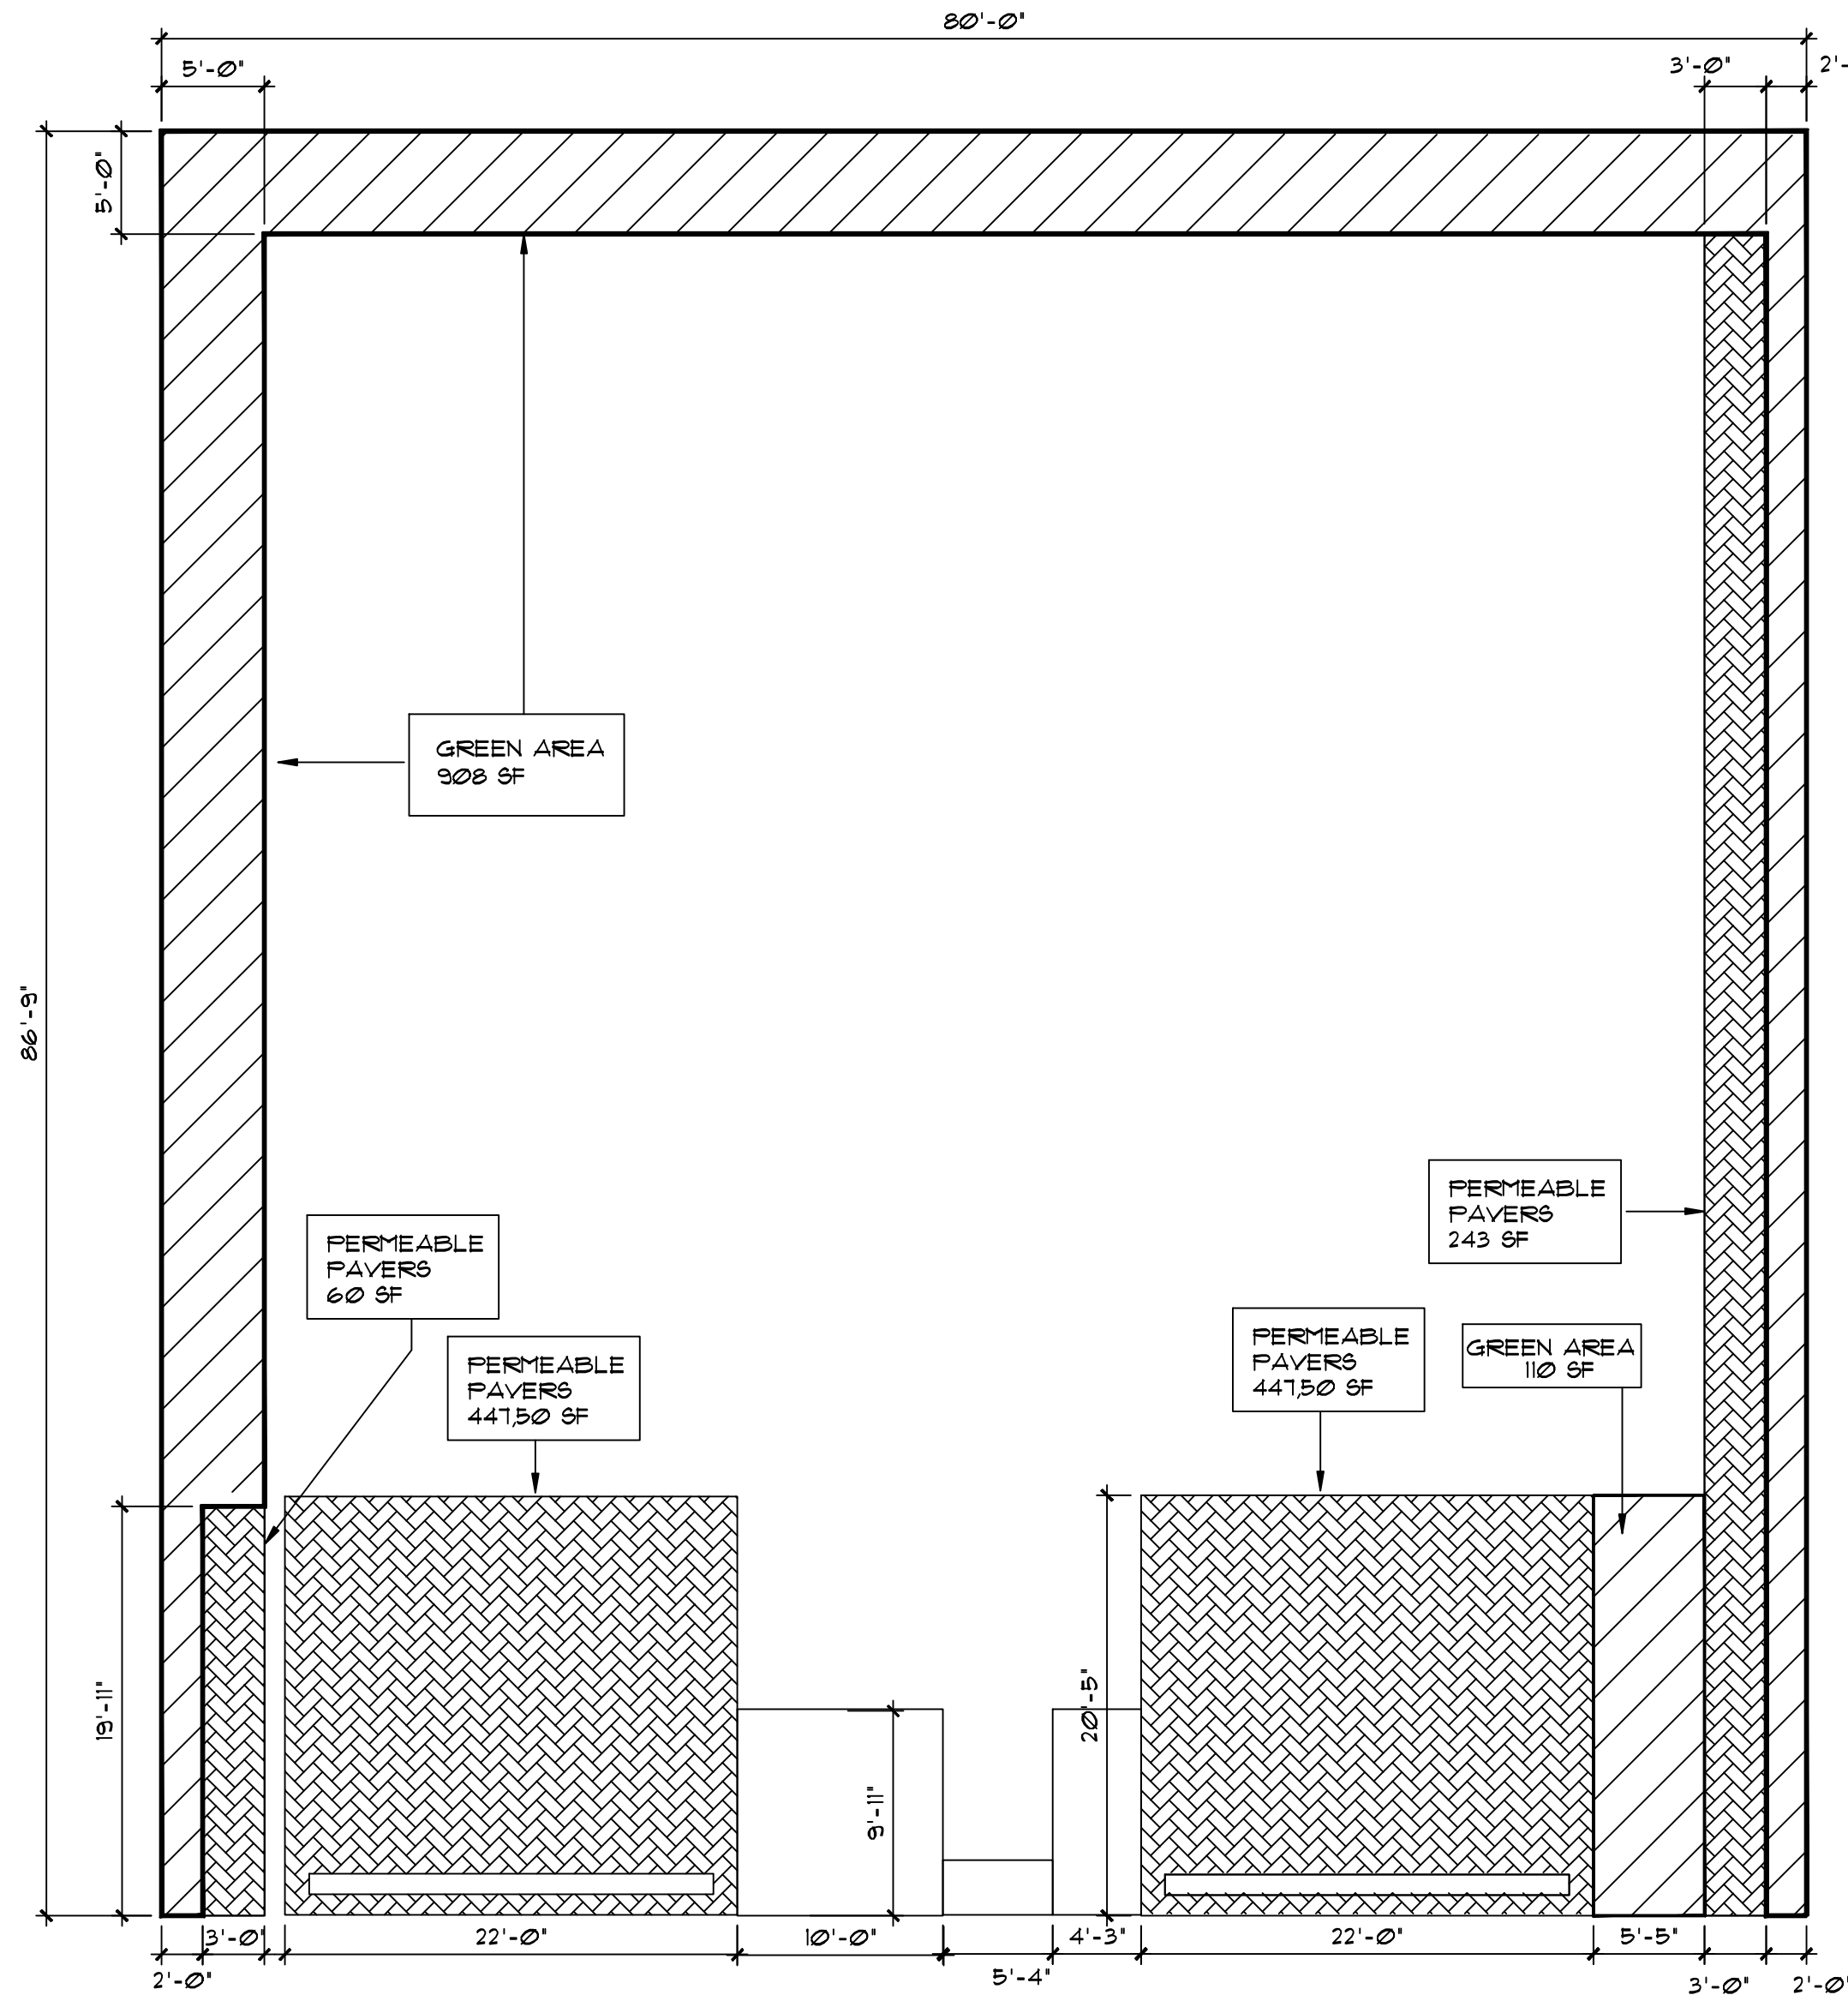 80'-0"
5'-0"
3'-0"
2'-
5'-0"
86'-9"
GREEN AREA
908 SF
PERMEABLE
PAVERS
243 SF
PERMEABLE
PAVERS
60 SF
PERMEABLE
PAVERS
447,50 SF
PERMEABLE
PAVERS
447,50 SF
GREEN AREA
110 SF
19'-11"
9'-11"
20'-5"
2'-0"
3'-0"
22'-0"
10'-0"
5'-4"
4'-3"
22'-0"
5'-5"
3'-0"
2'-0"